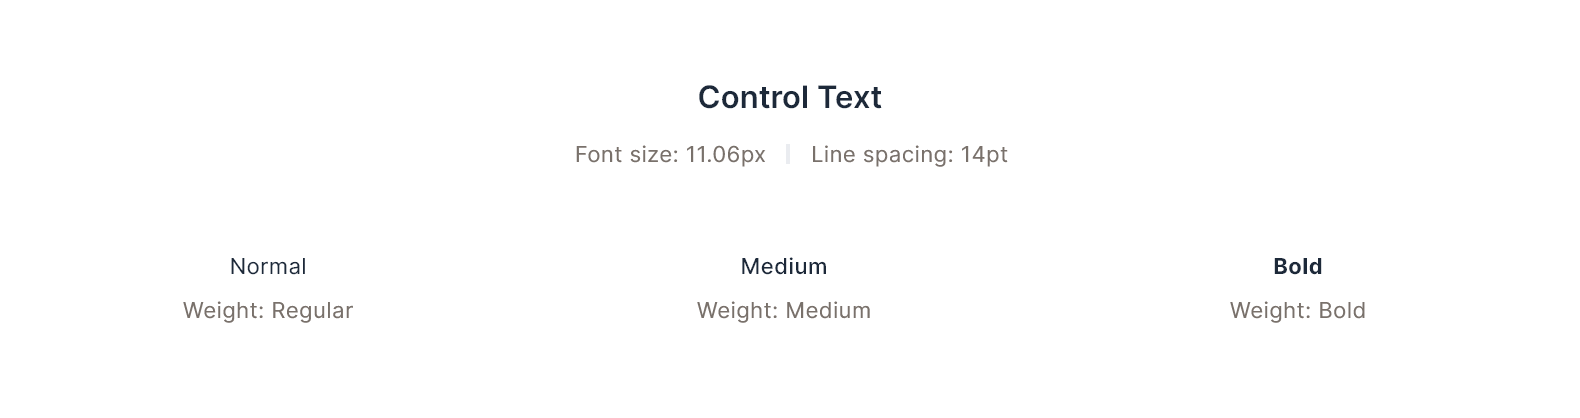 Control Text
Font size: 11.06px | Line spacing: 14pt
Normal Medium Bold
Weight: Regular Weight: Medium Weight: Bold